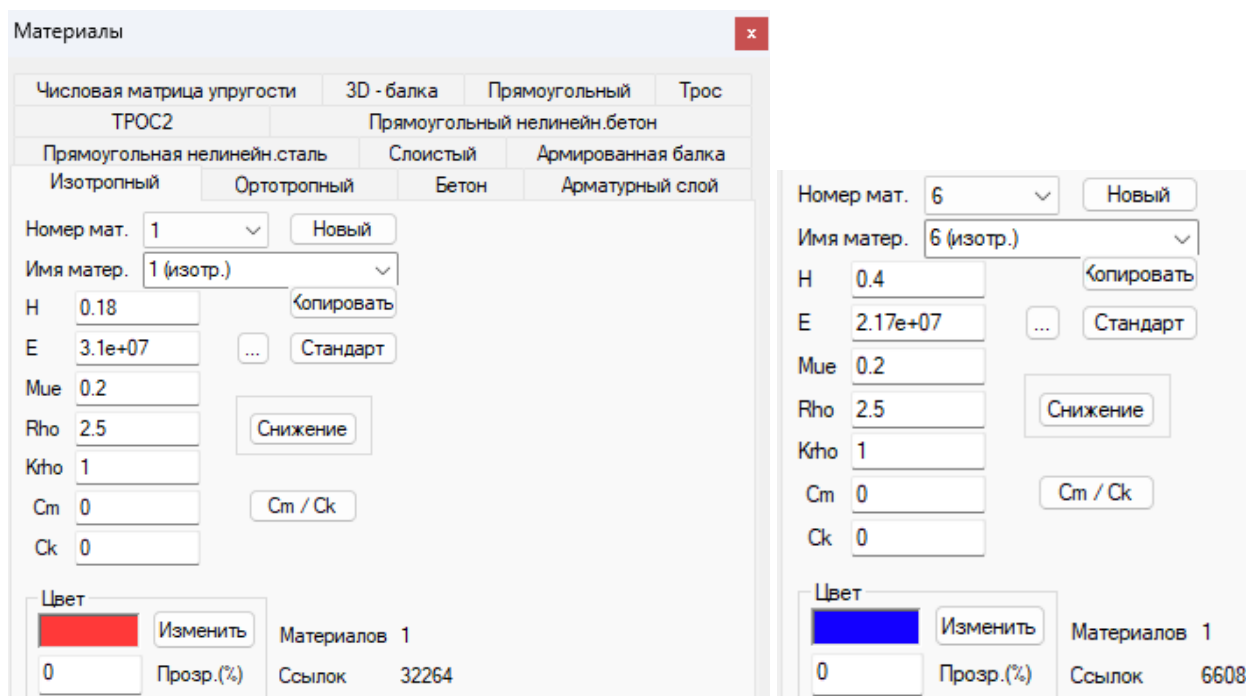 Материалы
x
Числовая матрица упругости 3D - балка Прямоугольный Трос
ТРОС2 Прямоугольный нелинейн.бетон
Прямоугольная нелинейн.сталь Слоистый Армированная балка
Изотропный Ортотропный Бетон Арматурный слой
Номер мат. 1 Новый
Имя матер. 1 (изотр.)
Копировать
H 0.18
E 3.1e+07 ... Стандарт
Mue 0.2
Rho 2.5 Снижение
Krho 1
Cm 0 Cm / Ck
Ck 0
Цвет
Изменить Материалов 1
0 Прозр.(%) Ссылок 32264
Номер мат. 6 Новый
Имя матер. 6 (изотр.)
H 0.4 Копировать
E 2.17e+07 ... Стандарт
Mue 0.2
Rho 2.5 Снижение
Krho 1
Cm 0 Cm / Ck
Ck 0
Цвет
Изменить Материалов 1
0 Прозр.(%) Ссылок 6608